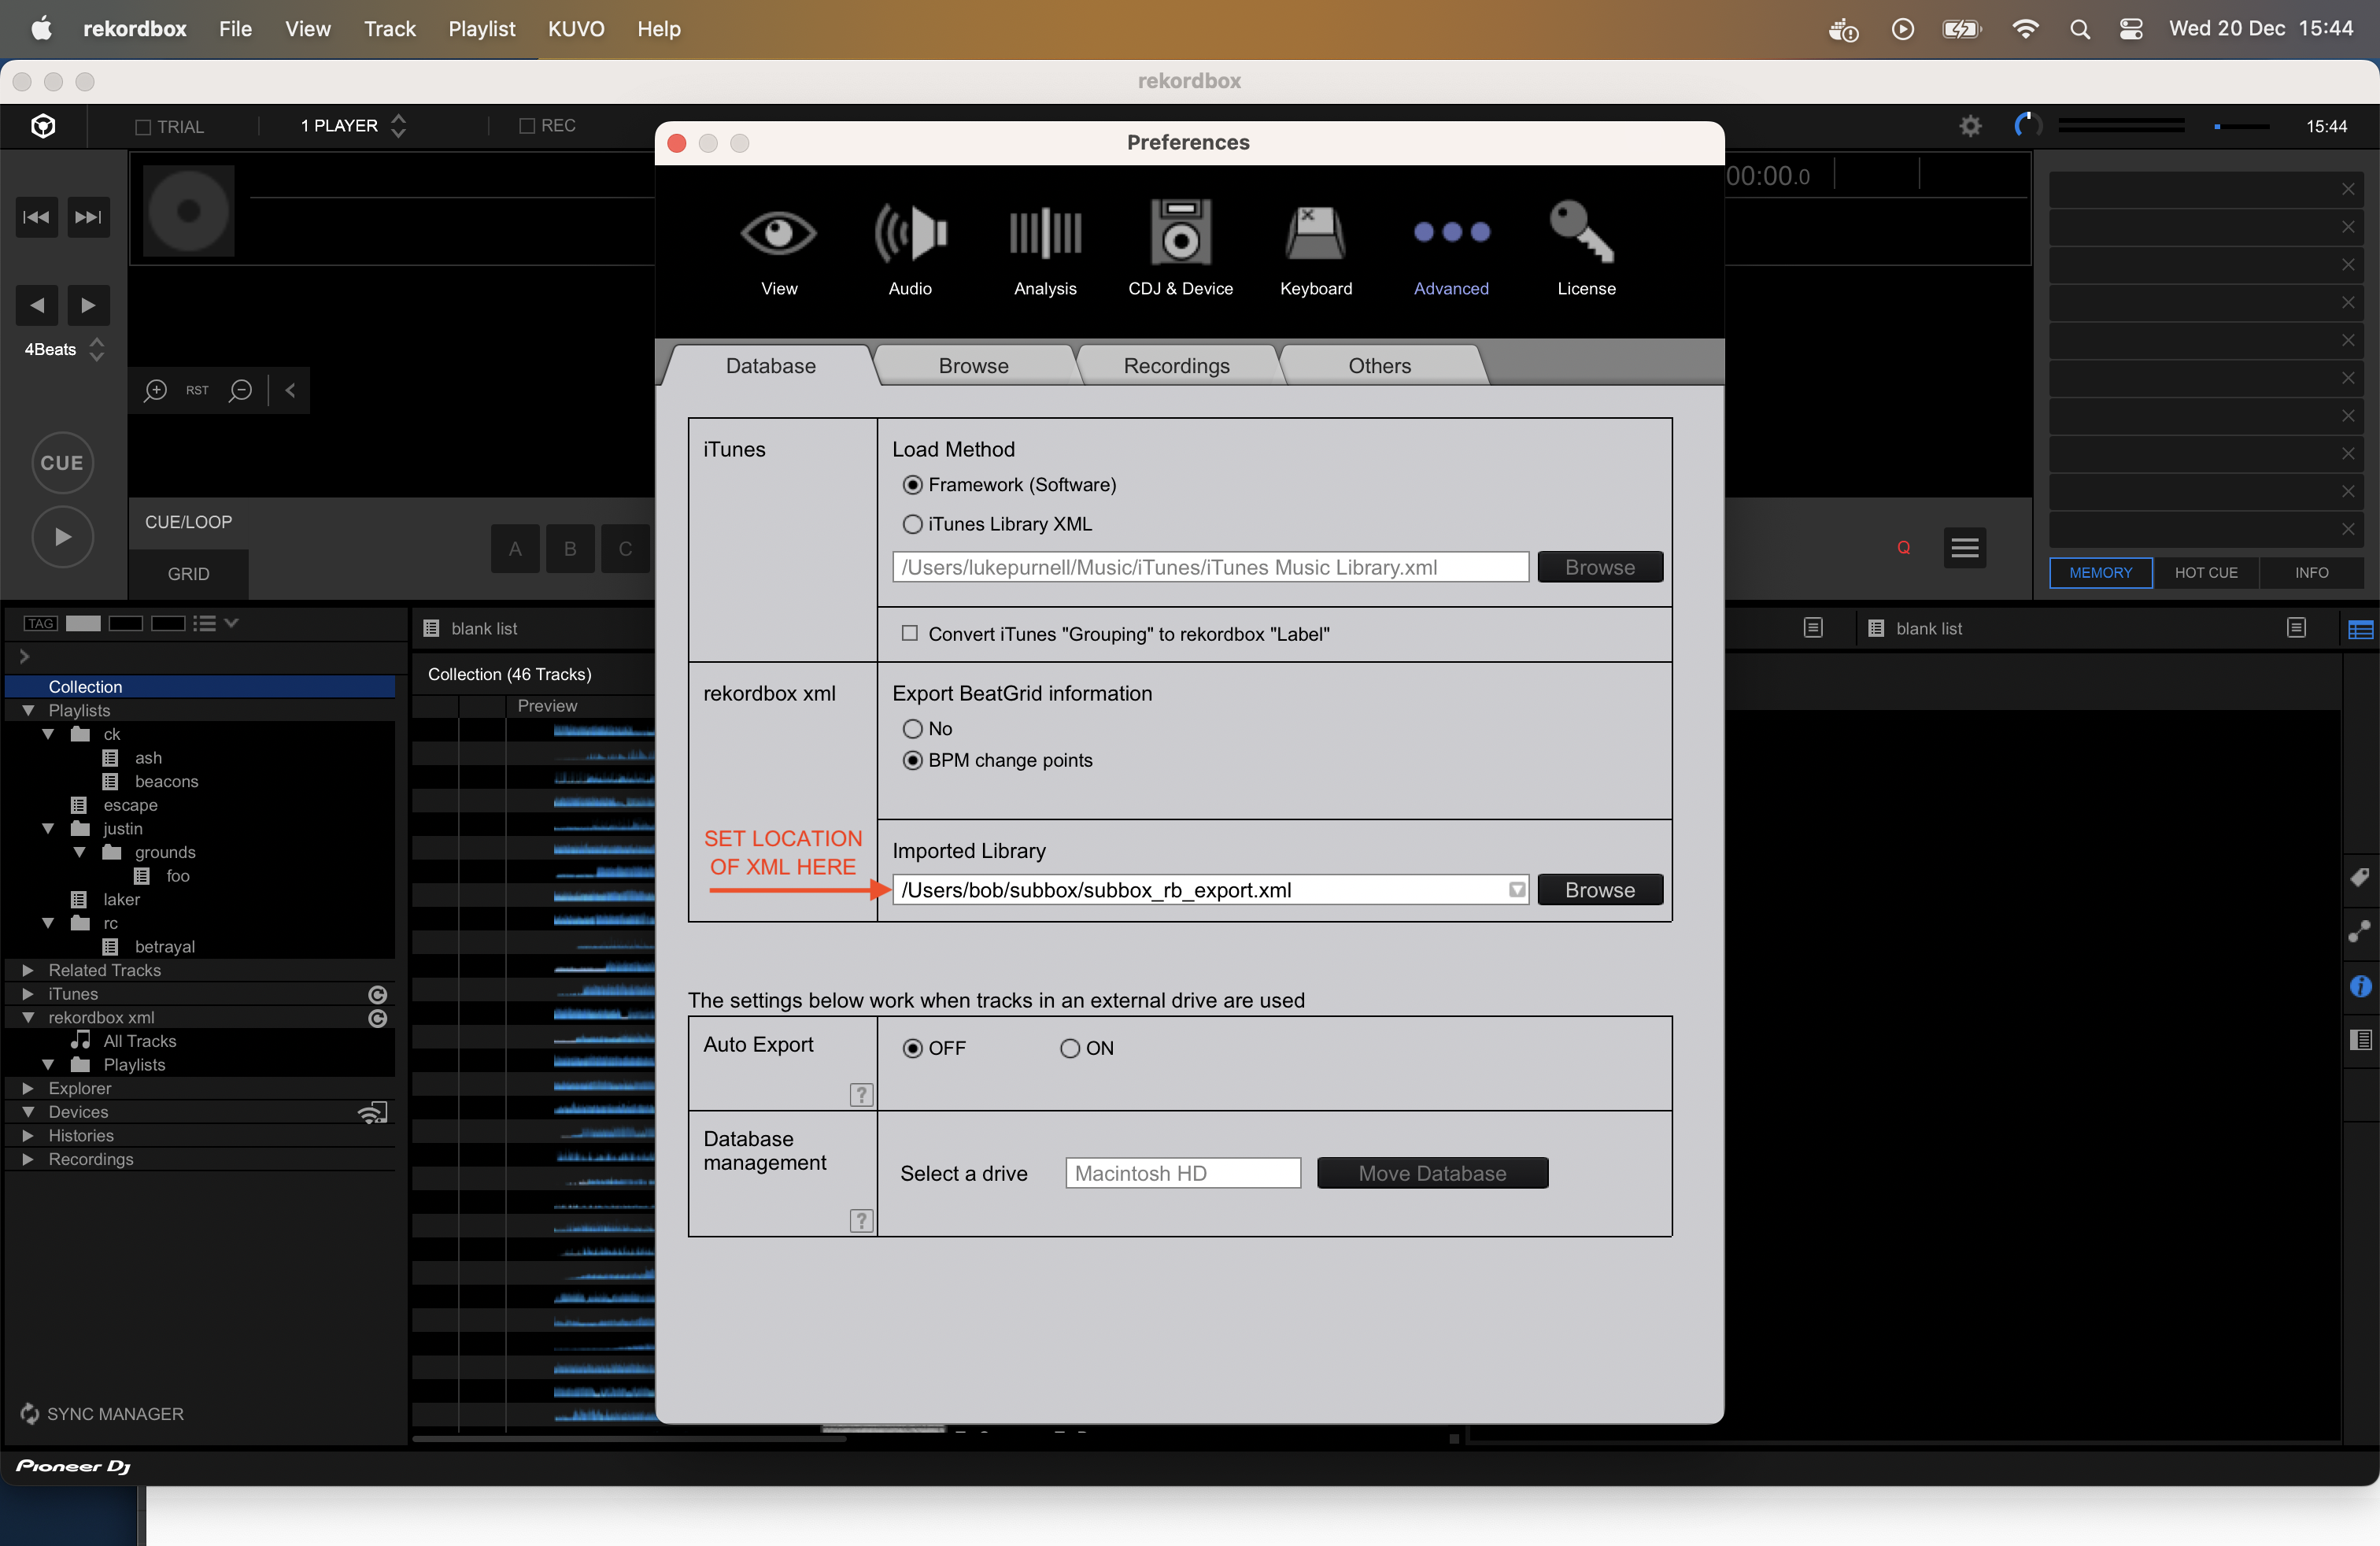 rekordbox File View Track Playlist KUVO Help Wed 20 Dec 15:44
rekordbox
TRIAL 1 PLAYER REC 15:44
Preferences
00:00.0
View Audio Analysis CDJ & Device Keyboard Advanced License
4Beats
RST
Database Browse Recordings Others
CUE
CUE/LOOP
A B C
GRID
Q
MEMORY HOT CUE INFO
iTunes
Load Method
Framework (Software)
iTunes Library XML
/Users/lukepurnell/Music/iTunes/iTunes Music Library.xml Browse
Convert iTunes "Grouping" to rekordbox "Label"
rekordbox xml
Export BeatGrid information
No
BPM change points
SET LOCATION
OF XML HERE
Imported Library
/Users/bob/subbox/subbox_rb_export.xml Browse
The settings below work when tracks in an external drive are used
Auto Export
OFF ON
?
Database
management
Select a drive Macintosh HD Move Database
?
TAG
blank list
blank list
Collection (46 Tracks)
Preview
Collection
Playlists
ck
ash
beacons
escape
justin
grounds
foo
laker
rc
betrayal
Related Tracks
iTunes
rekordbox xml
All Tracks
Playlists
Explorer
Devices
Histories
Recordings
SYNC MANAGER
Pioneer Dj